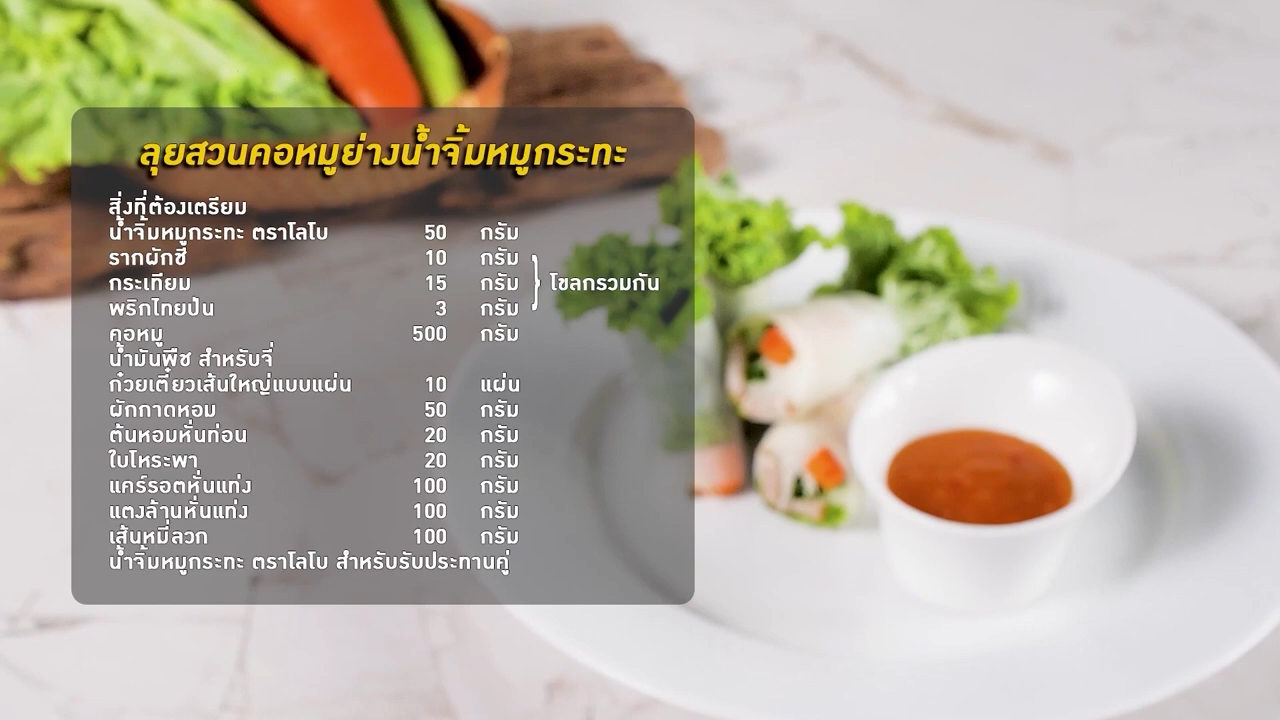 ลุยสวนคอหมูย่างน้ำจิ้มหมูกระทะ
สิ่งที่ต้องเตรียม
น้ำจิ้มหมูกระทะ ตราโลโบ 50 กรัม
รากผักชี 10 กรัม
กระเทียม 15 กรัม โขลกรวมกัน
พริกไทยป่น 3 กรัม
คอหมู 500 กรัม
น้ำมันพืช สำหรับจี่
ก๋วยเตี๋ยวเส้นใหญ่แบบแผ่น 10 แผ่น
ผักกาดหอม 50 กรัม
ต้นหอมหั่นท่อน 20 กรัม
ใบโหระพา 20 กรัม
แคร์รอตหั่นแท่ง 100 กรัม
แตงล้านหั่นแท่ง 100 กรัม
เส้นหมี่ลวก 100 กรัม
น้ำจิ้มหมูกระทะ ตราโลโบ สำหรับรับประทานคู่